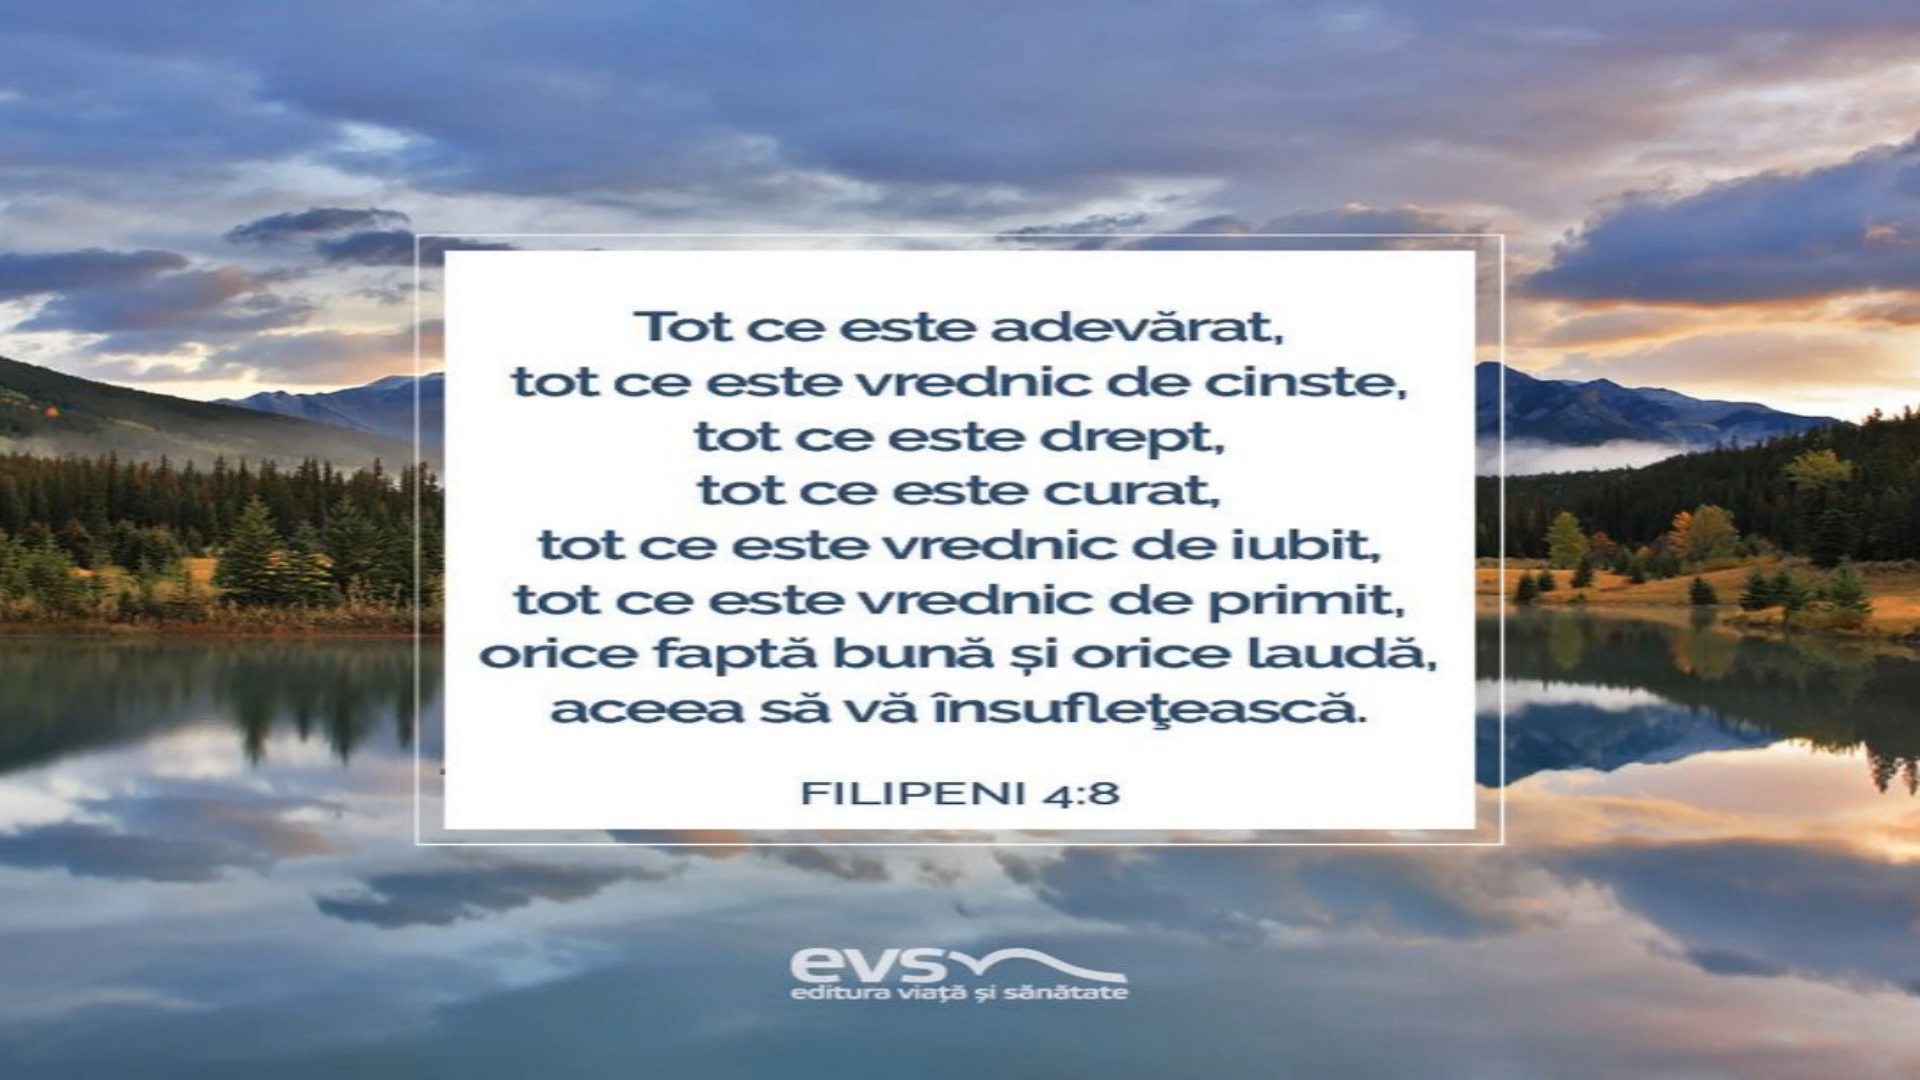 Tot ce este adevărat,
tot ce este vrednic de cinste,
tot ce este drept,
tot ce este curat,
tot ce este vrednic de iubit,
tot ce este vrednic de primit,
orice faptă bună și orice laudă,
aceea să vă însufleţească.
FILIPENI 4:8
evs
editura viață și sănătate